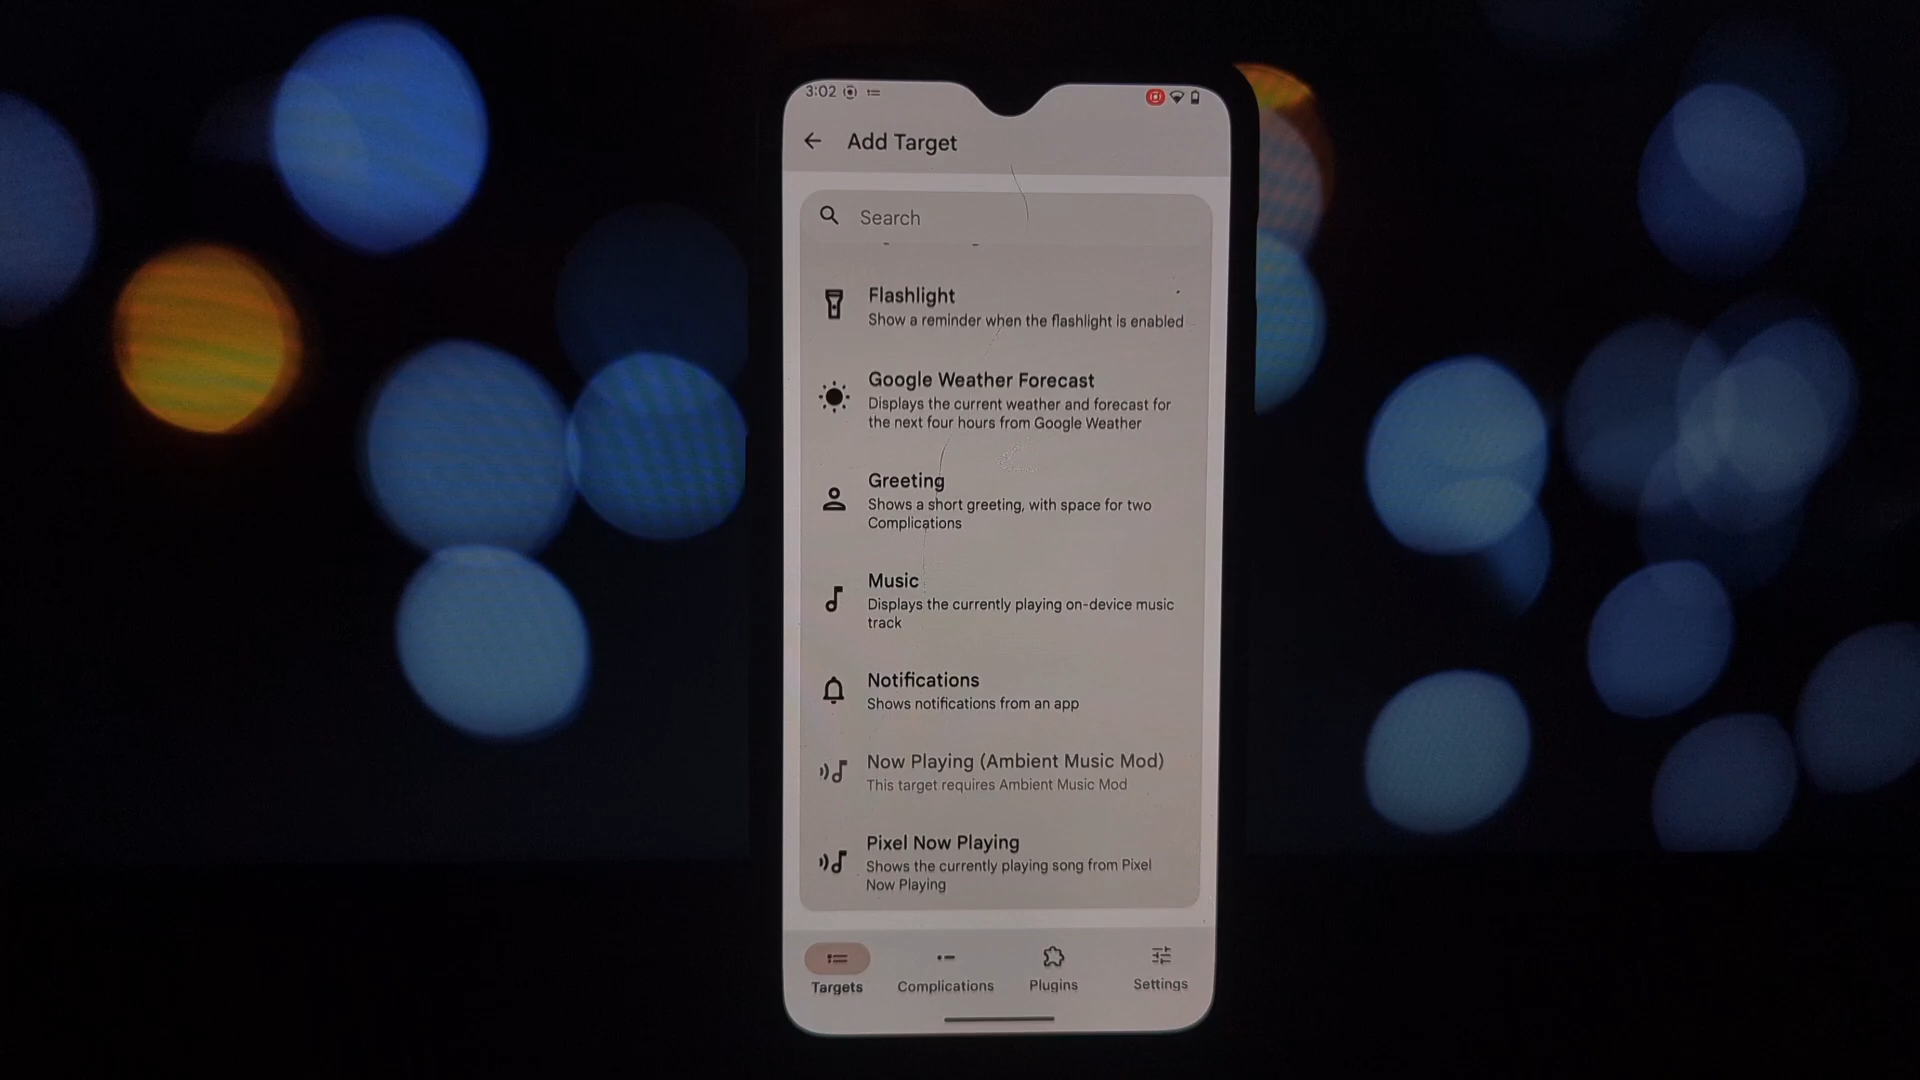 3:02
Add Target
Search
Flashlight
Show a reminder when the flashlight is enabled
Google Weather Forecast
Displays the current weather and forecast for
the next four hours from Google Weather
Greeting
Shows a short greeting, with space for two
Complications
Music
Displays the currently playing on-device music
track
Notifications
Shows notifications from an app
Now Playing (Ambient Music Mod)
This target requires Ambient Music Mod
Pixel Now Playing
Shows the currently playing song from Pixel
Now Playing
Targets
Complications
Plugins
Settings